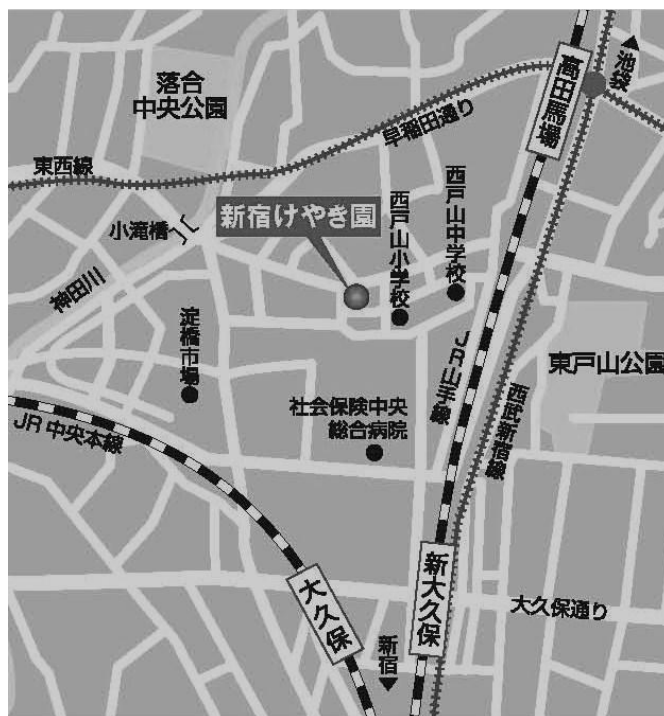 池袋
高田馬場
落合
中央公園
早稲田通り
東西線
西戸山中学校
西戸山小学校
新宿けやき園
小滝橋
神田川
淀橋市場
JR山手線
東戸山公園
西武新宿線
社会保険中央
総合病院
JR中央本線
新大久保
大久保
大久保通り
新宿